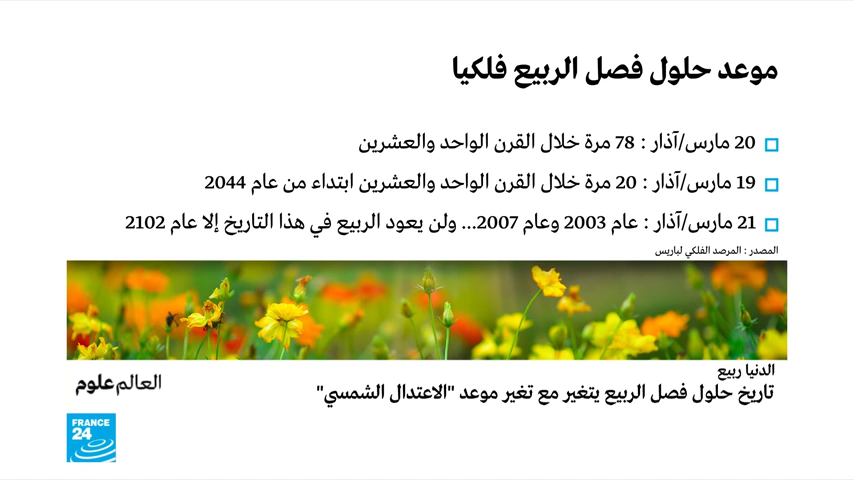 موعد حلول فصل الربيع فلكيا
20 مارس/آذار : 78 مرة خلال القرن الواحد والعشرين
19 مارس/آذار : 20 مرة خلال القرن الواحد والعشرين ابتداء من عام 2044
21 مارس/آذار : عام 2003 وعام 2007... ولن يعود الربيع في هذا التاريخ إلا عام 2102
المصدر : المرصد الفلكي لباريس
الدنيا ربيع
تاريخ حلول فصل الربيع يتغير مع تغير موعد "الاعتدال الشمسي"
العالم علوم
FRANCE
24